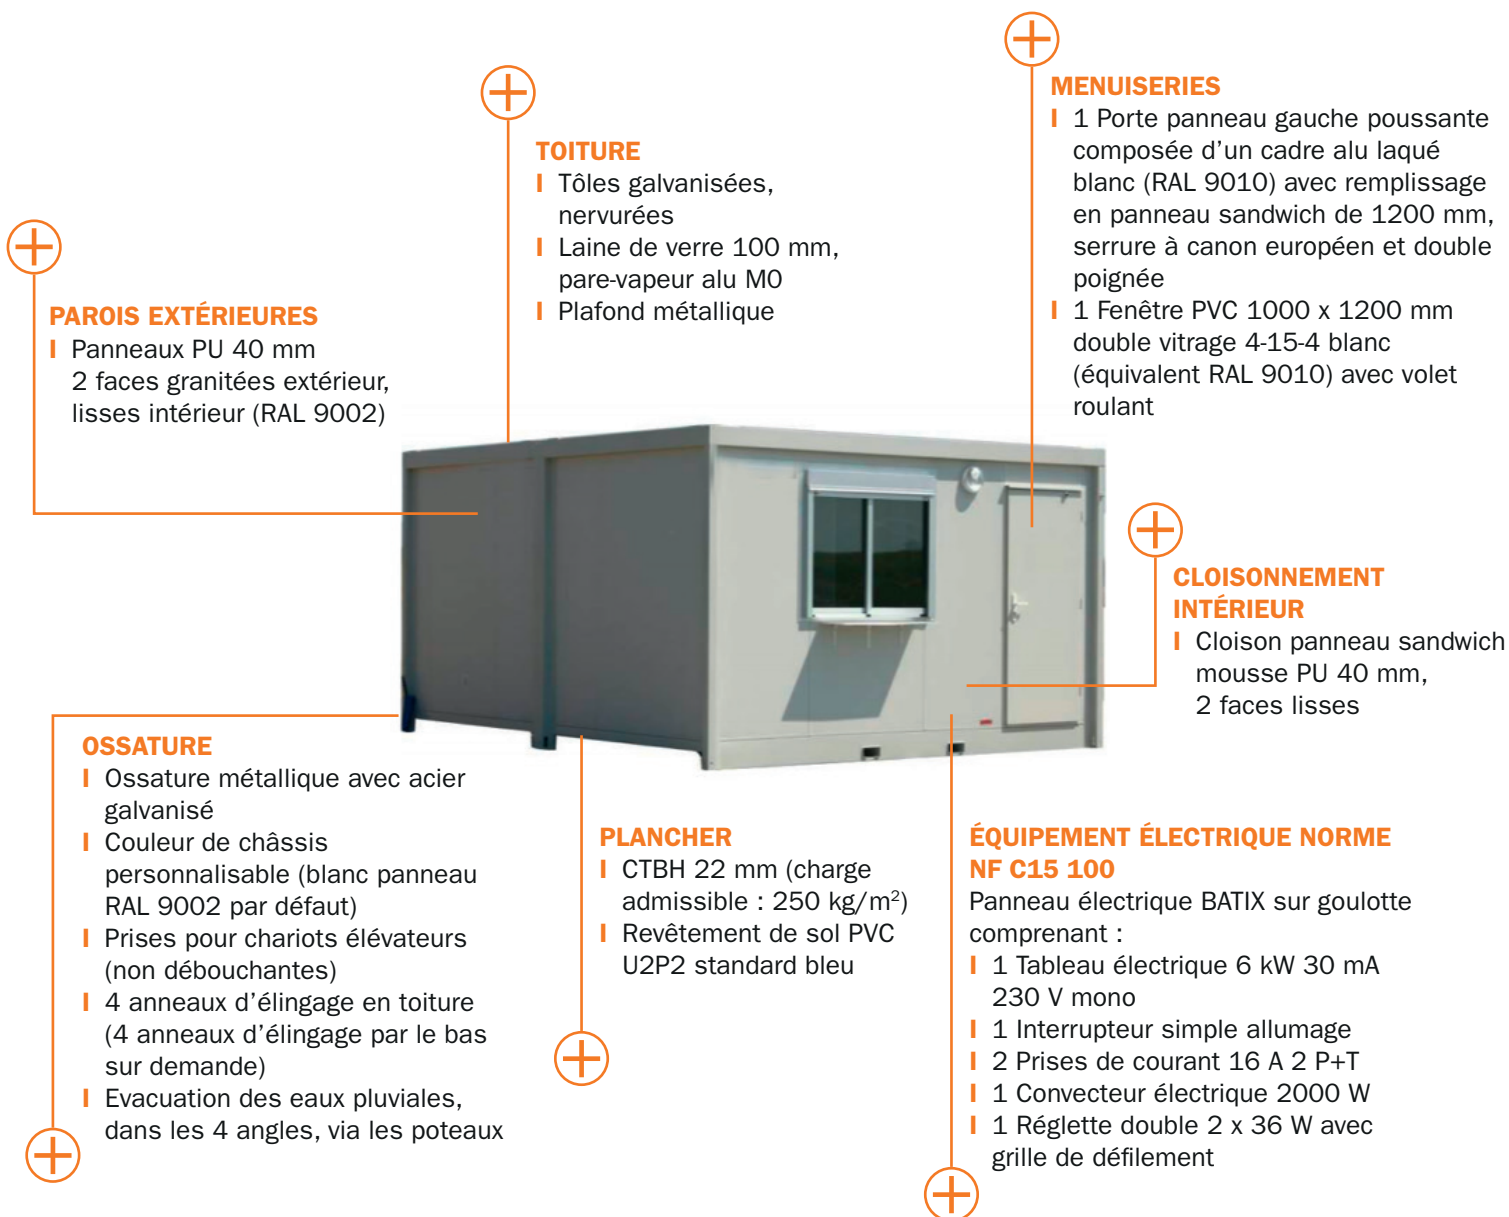 MENUISERIES
I 1 Porte panneau gauche poussante
composée d’un cadre alu laqué
blanc (RAL 9010) avec remplissage
en panneau sandwich de 1200 mm,
serrure à canon européen et double
poignée
I 1 Fenêtre PVC 1000 x 1200 mm
double vitrage 4-15-4 blanc
(équivalent RAL 9010) avec volet
roulant
TOITURE
I Tôles galvanisées,
nervurées
I Laine de verre 100 mm,
pare-vapeur alu M0
I Plafond métallique
PAROIS EXTÉRIEURES
I Panneaux PU 40 mm
2 faces granitées extérieur,
lisses intérieur (RAL 9002)
CLOISONNEMENT
INTÉRIEUR
I Cloison panneau sandwich
mousse PU 40 mm,
2 faces lisses
OSSATURE
I Ossature métallique avec acier
galvanisé
I Couleur de châssis
personnalisable (blanc panneau
RAL 9002 par défaut)
I Prises pour chariots élévateurs
(non débouchantes)
I 4 anneaux d’élingage en toiture
(4 anneaux d’élingage par le bas
sur demande)
I Evacuation des eaux pluviales,
dans les 4 angles, via les poteaux
PLANCHER
I CTBH 22 mm (charge
admissible : 250 kg/m²)
I Revêtement de sol PVC
U2P2 standard bleu
ÉQUIPEMENT ÉLECTRIQUE NORME
NF C15 100
Panneau électrique BATIX sur goulotte
comprenant :
I 1 Tableau électrique 6 kW 30 mA
230 V mono
I 1 Interrupteur simple allumage
I 2 Prises de courant 16 A 2 P+T
I 1 Convecteur électrique 2000 W
I 1 Réglette double 2 x 36 W avec
grille de défilement